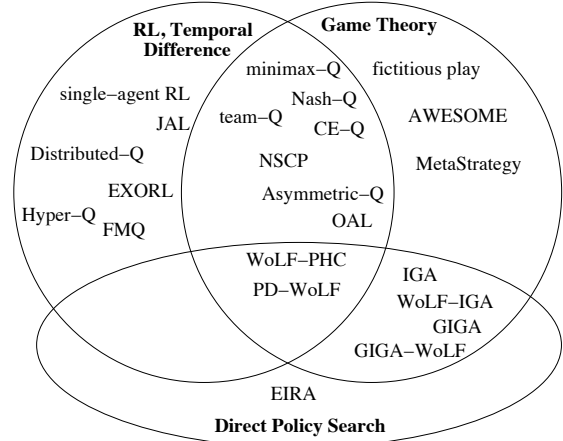 RL, Temporal
Difference
Game Theory
minimax–Q
fictitious play
single–agent RL
Nash–Q
team–Q
AWESOME
JAL
CE–Q
Distributed–Q
NSCP
MetaStrategy
EXORL
Asymmetric–Q
Hyper–Q
OAL
FMQ
WoLF–PHC
IGA
PD–WoLF
WoLF–IGA
GIGA
GIGA–WoLF
EIRA
Direct Policy Search